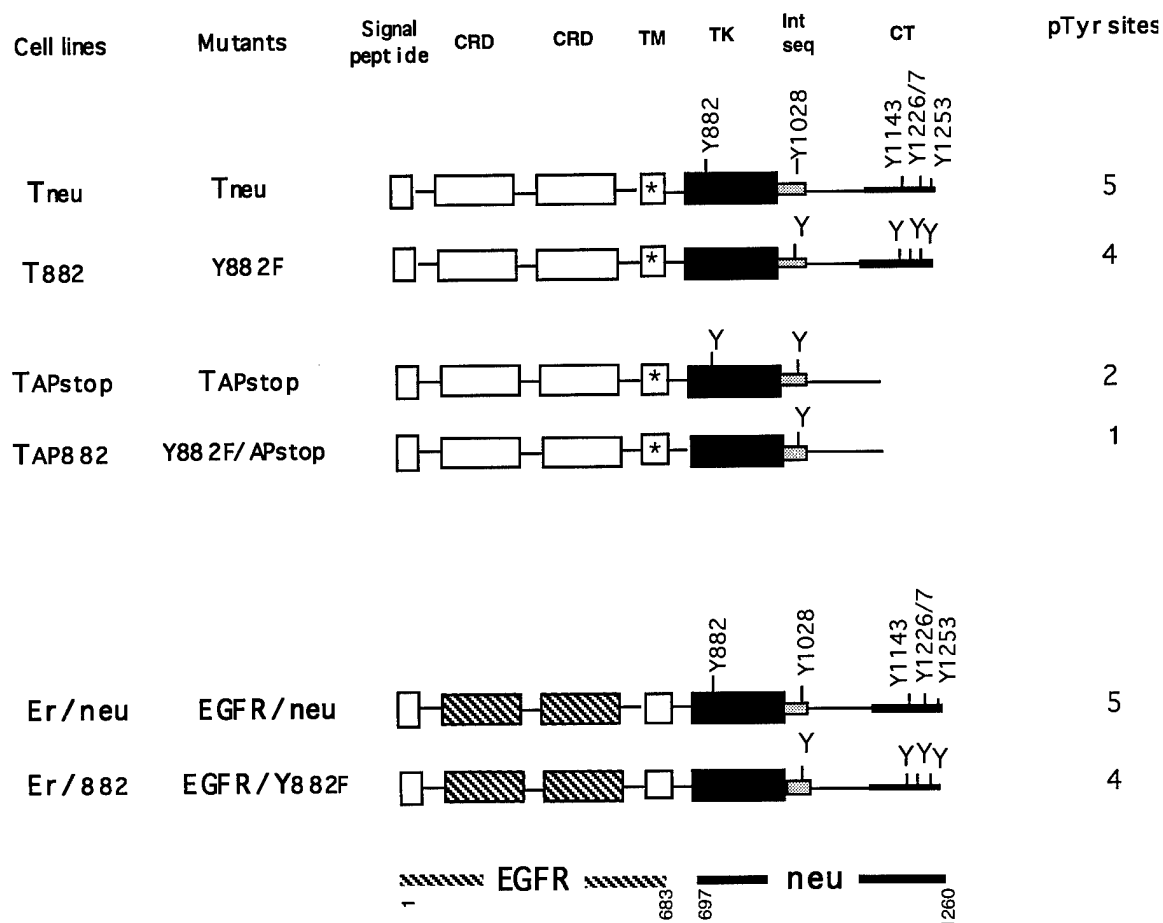 Cell lines Mutants Signal peptide CRD CRD TM TK Int seq CT pTyr sites
Y882 Y1028 Y1143 Y1226/7 Y1253
Tneu Tneu * 5
Y Y Y Y
T882 Y882F * 4
Y Y
TAPstop TAPstop * 2
Y
TAP882 Y882F/APstop * 1
Y882 Y1028 Y1143 Y1226/7 Y1253
Er/neu EGFR/neu 5
Y Y Y Y
Er/882 EGFR/Y882F 4
EGFR neu
1 683 697 260